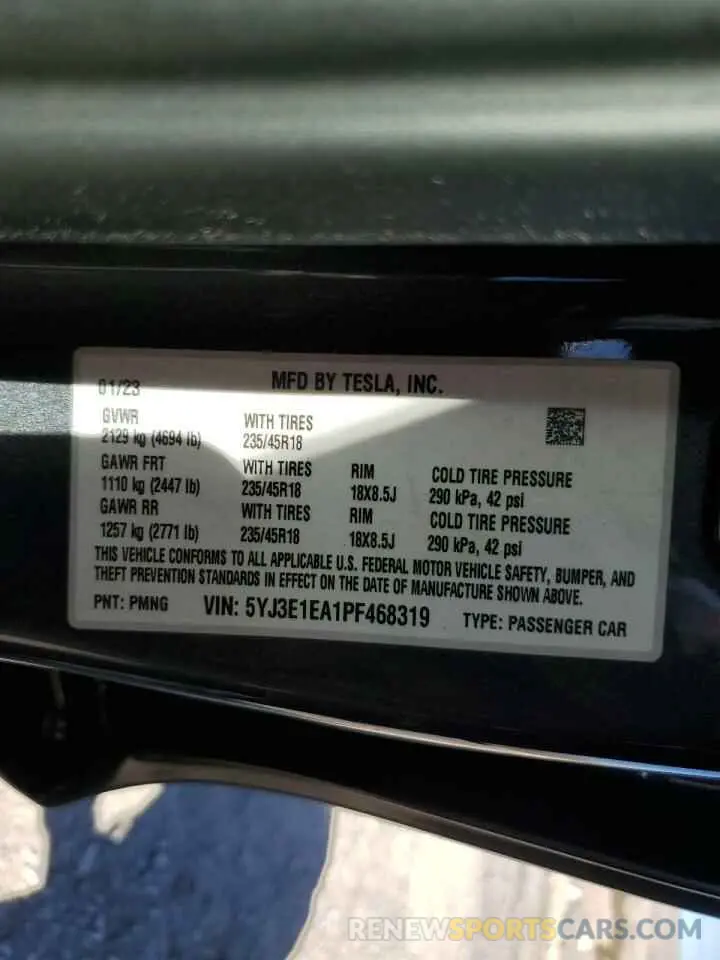 01/23 MFD BY TESLA, INC.
GVWR WITH TIRES
2129 kg (4694 lb) 235/45R18
GAWR FRT WITH TIRES RIM COLD TIRE PRESSURE
1110 kg (2447 lb) 235/45R18 18X8.5J 290 kPa, 42 psi
GAWR RR WITH TIRES RIM COLD TIRE PRESSURE
1257 kg (2771 lb) 235/45R18 18X8.5J 290 kPa, 42 psi
THIS VEHICLE CONFORMS TO ALL APPLICABLE U.S. FEDERAL MOTOR VEHICLE SAFETY, BUMPER, AND
THEFT PREVENTION STANDARDS IN EFFECT ON THE DATE OF MANUFACTURE SHOWN ABOVE.
PNT: PMNG VIN: 5YJ3E1EA1PF468319 TYPE: PASSENGER CAR
RENEWSPORTSCARS.COM